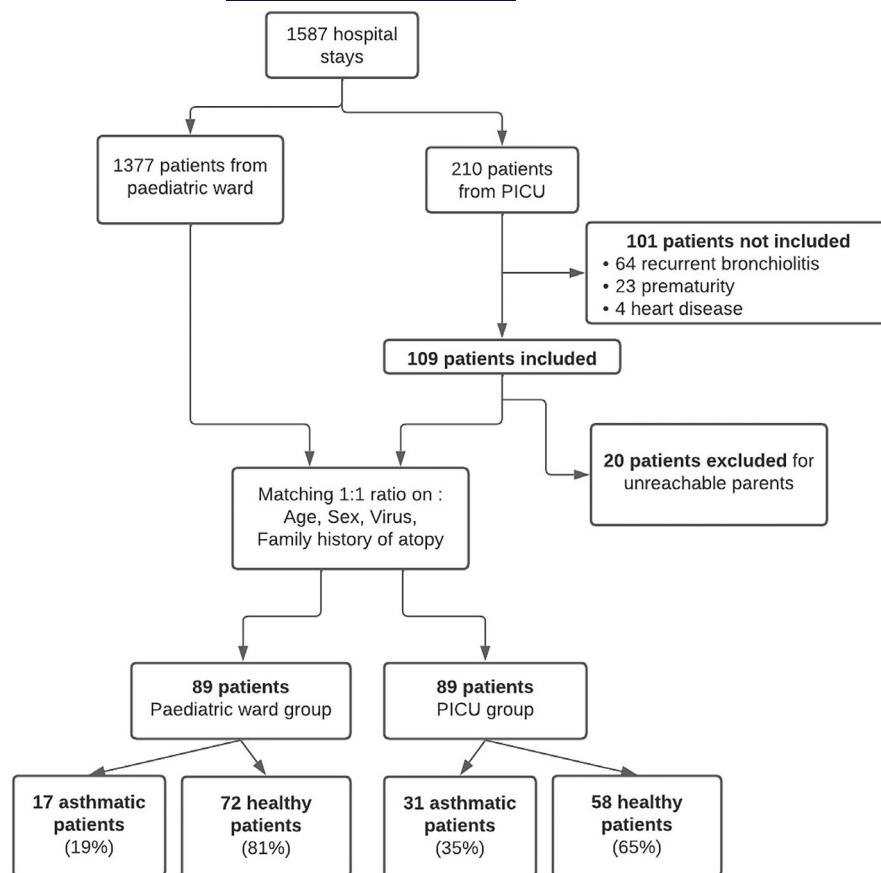 1587 hospital
stays
1377 patients from
paediatric ward
210 patients
from PICU
101 patients not included
• 64 recurrent bronchiolitis
• 23 prematurity
• 4 heart disease
109 patients included
20 patients excluded for
unreachable parents
Matching 1:1 ratio on :
Age, Sex, Virus,
Family history of atopy
89 patients
Paediatric ward group
89 patients
PICU group
17 asthmatic
patients
(19%)
72 healthy
patients
(81%)
31 asthmatic
patients
(35%)
58 healthy
patients
(65%)